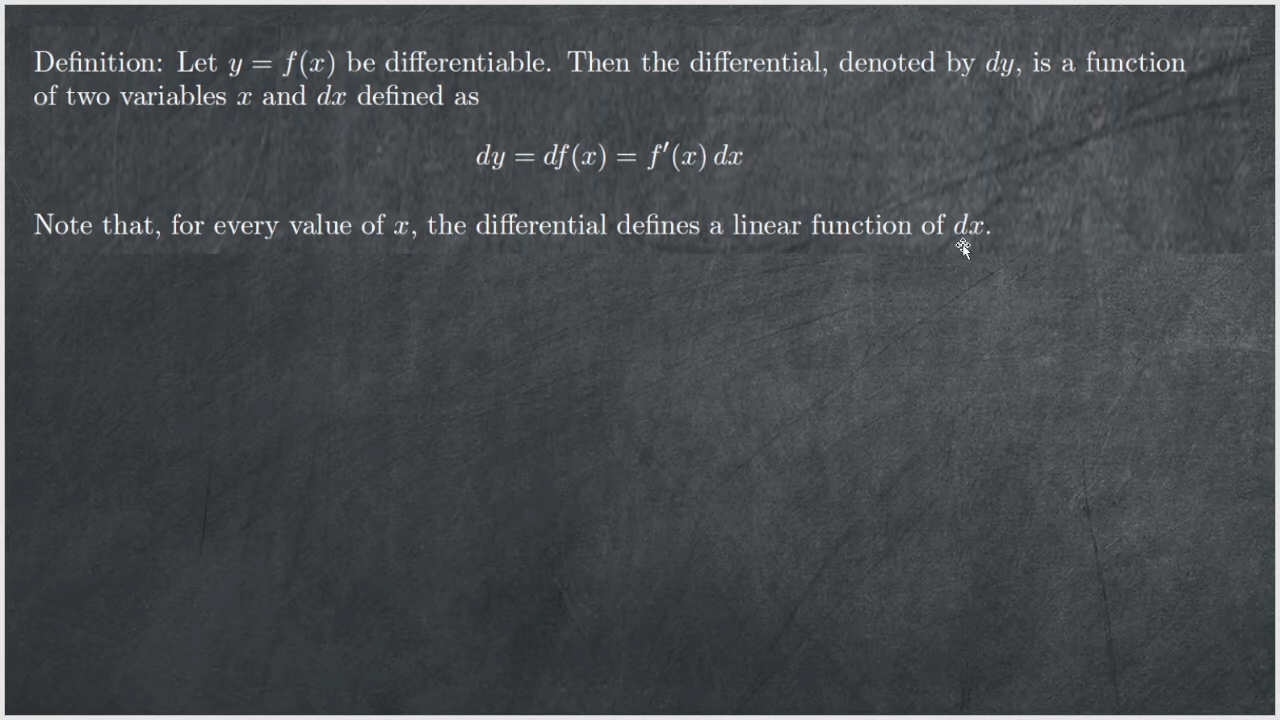 Definition: Let y = f(x) be differentiable. Then the differential, denoted by dy, is a function
of two variables x and dx defined as
dy = df(x) = f′(x) dx
Note that, for every value of x, the differential defines a linear function of dx.